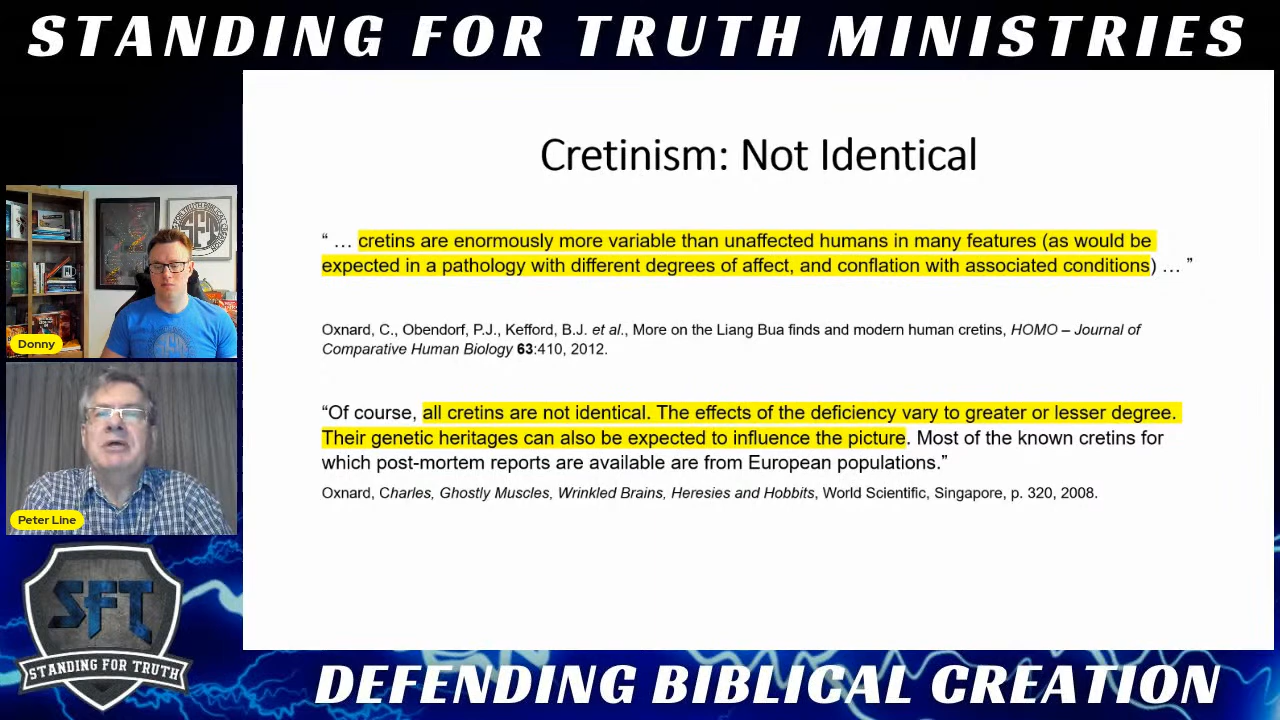 STANDING FOR TRUTH MINISTRIES
Cretinism: Not Identical
“ … cretins are enormously more variable than unaffected humans in many features (as would be
expected in a pathology with different degrees of affect, and conflation with associated conditions) … ”
Oxnard, C., Obendorf, P.J., Kefford, B.J. et al., More on the Liang Bua finds and modern human cretins, HOMO – Journal of
Comparative Human Biology 63:410, 2012.
“Of course, all cretins are not identical. The effects of the deficiency vary to greater or lesser degree.
Their genetic heritages can also be expected to influence the picture. Most of the known cretins for
which post-mortem reports are available are from European populations.”
Oxnard, Charles, Ghostly Muscles, Wrinkled Brains, Heresies and Hobbits, World Scientific, Singapore, p. 320, 2008.
SFT
Donny
Peter Line
SFT
STANDING FOR TRUTH
DEFENDING BIBLICAL CREATION